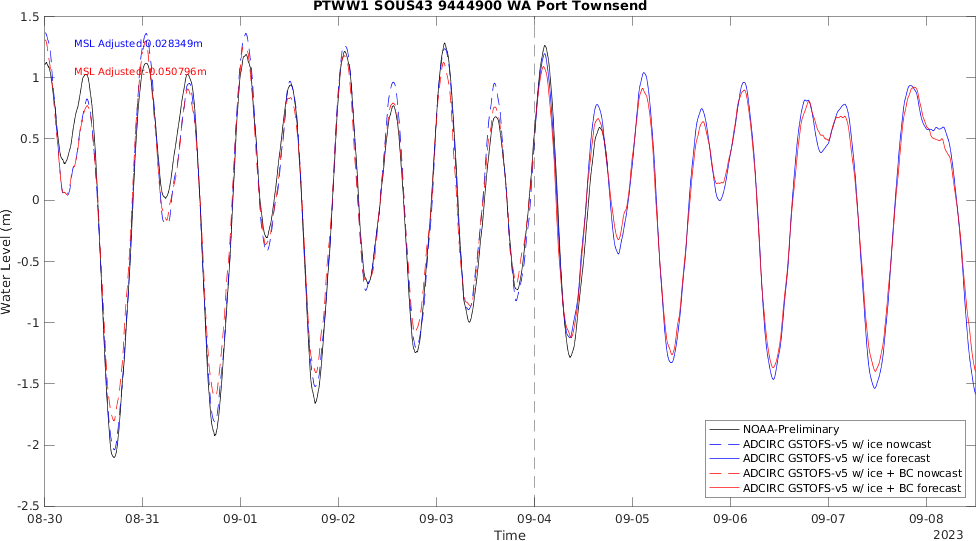 PTWW1 SOUS43 9444900 WA Port Townsend
MSL Adjusted:0.028349m
MSL Adjusted:-0.050796m
Water Level (m)
1.5
1
0.5
0
-0.5
-1
-1.5
-2
-2.5
NOAA-Preliminary
ADCIRC GSTOFS-v5 w/ ice nowcast
ADCIRC GSTOFS-v5 w/ ice forecast
ADCIRC GSTOFS-v5 w/ ice + BC nowcast
ADCIRC GSTOFS-v5 w/ ice + BC forecast
08-30 08-31 09-01 09-02 09-03 09-04 09-05 09-06 09-07 09-08
Time
2023